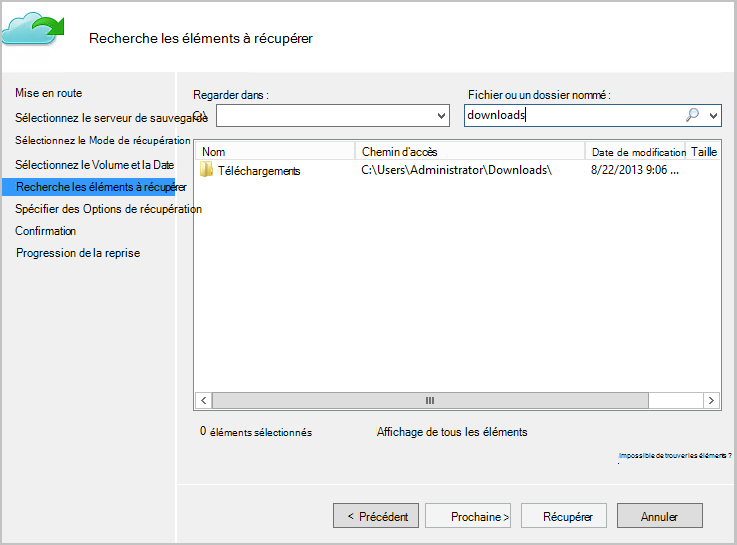 Recherche les éléments à récupérer
Mise en route
Sélectionnez le serveur de sauvegarde
Sélectionnez le Mode de récupération
Sélectionnez le Volume et la Date
Recherche les éléments à récupérer
Spécifier des Options de récupération
Confirmation
Progression de la reprise
Regarder dans :
Fichier ou un dossier nommé :
C:\
downloads
Nom Chemin d'accès Date de modification Taille
Téléchargements C:\Users\Administrator\Downloads\ 8/22/2013 9:06 ...
0 éléments sélectionnés
Affichage de tous les éléments
Impossible de trouver les éléments ?
< Précédent
Prochaine >
Récupérer
Annuler